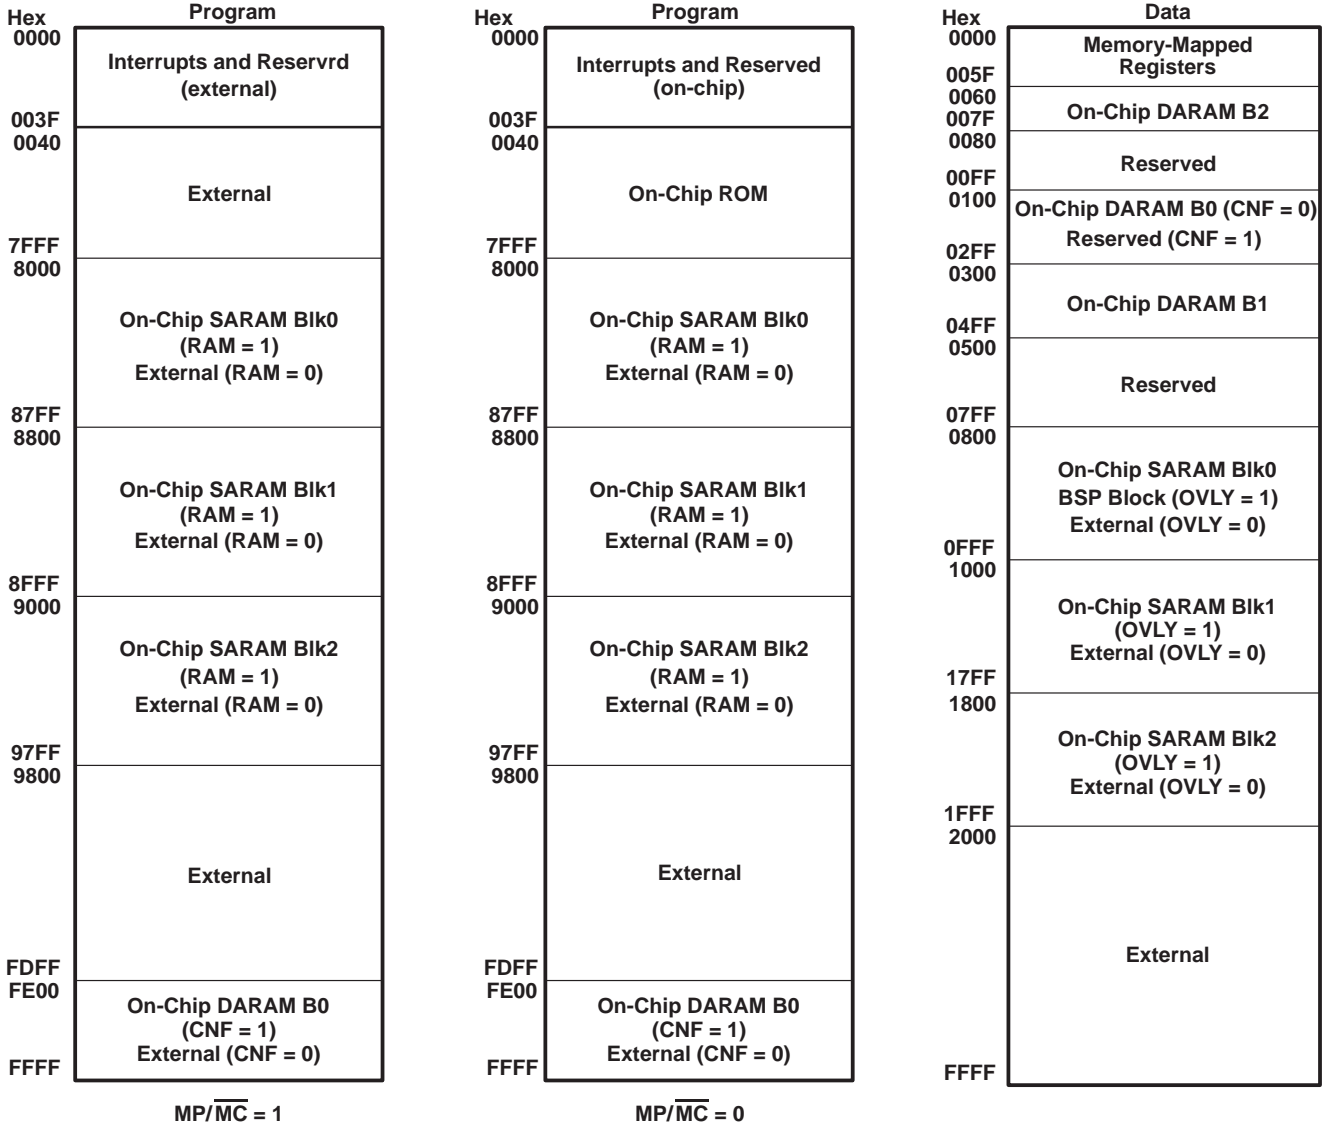 Hex
Program
0000
Interrupts and Reservrd
(external)
003F
0040
External
7FFF
8000
On-Chip SARAM Blk0
(RAM = 1)
External (RAM = 0)
87FF
8800
On-Chip SARAM Blk1
(RAM = 1)
External (RAM = 0)
8FFF
9000
On-Chip SARAM Blk2
(RAM = 1)
External (RAM = 0)
97FF
9800
External
FDFF
FE00
On-Chip DARAM B0
(CNF = 1)
External (CNF = 0)
FFFF
MP/M̅C̅ = 1
Hex
Program
0000
Interrupts and Reserved
(on-chip)
003F
0040
On-Chip ROM
7FFF
8000
On-Chip SARAM Blk0
(RAM = 1)
External (RAM = 0)
87FF
8800
On-Chip SARAM Blk1
(RAM = 1)
External (RAM = 0)
8FFF
9000
On-Chip SARAM Blk2
(RAM = 1)
External (RAM = 0)
97FF
9800
External
FDFF
FE00
On-Chip DARAM B0
(CNF = 1)
External (CNF = 0)
FFFF
MP/M̅C̅ = 0
Hex
Data
0000
Memory-Mapped
Registers
005F
0060
On-Chip DARAM B2
007F
0080
Reserved
00FF
0100
On-Chip DARAM B0 (CNF = 0)
Reserved (CNF = 1)
02FF
0300
On-Chip DARAM B1
04FF
0500
Reserved
07FF
0800
On-Chip SARAM Blk0
BSP Block (OVLY = 1)
External (OVLY = 0)
0FFF
1000
On-Chip SARAM Blk1
(OVLY = 1)
External (OVLY = 0)
17FF
1800
On-Chip SARAM Blk2
(OVLY = 1)
External (OVLY = 0)
1FFF
2000
External
FFFF